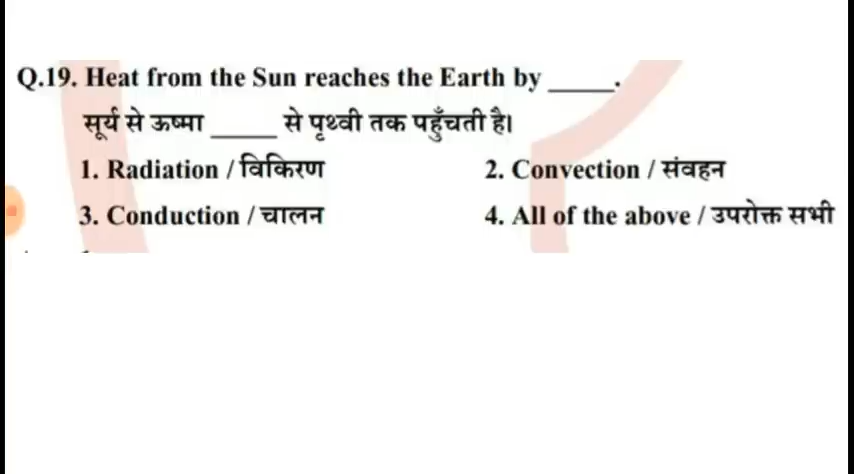 Q.19. Heat from the Sun reaches the Earth by _____.
सूर्य से ऊष्मा _____ से पृथ्वी तक पहुँचती है।
1. Radiation / विकिरण 2. Convection / संवहन
3. Conduction / चालन 4. All of the above / उपरोक्त सभी